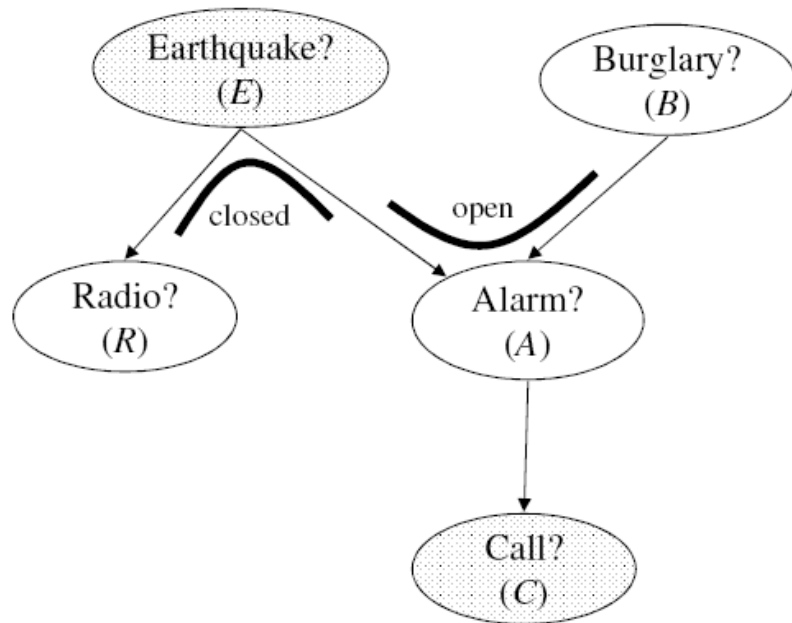 Earthquake?
(E)
Burglary?
(B)
closed
open
Radio?
(R)
Alarm?
(A)
Call?
(C)